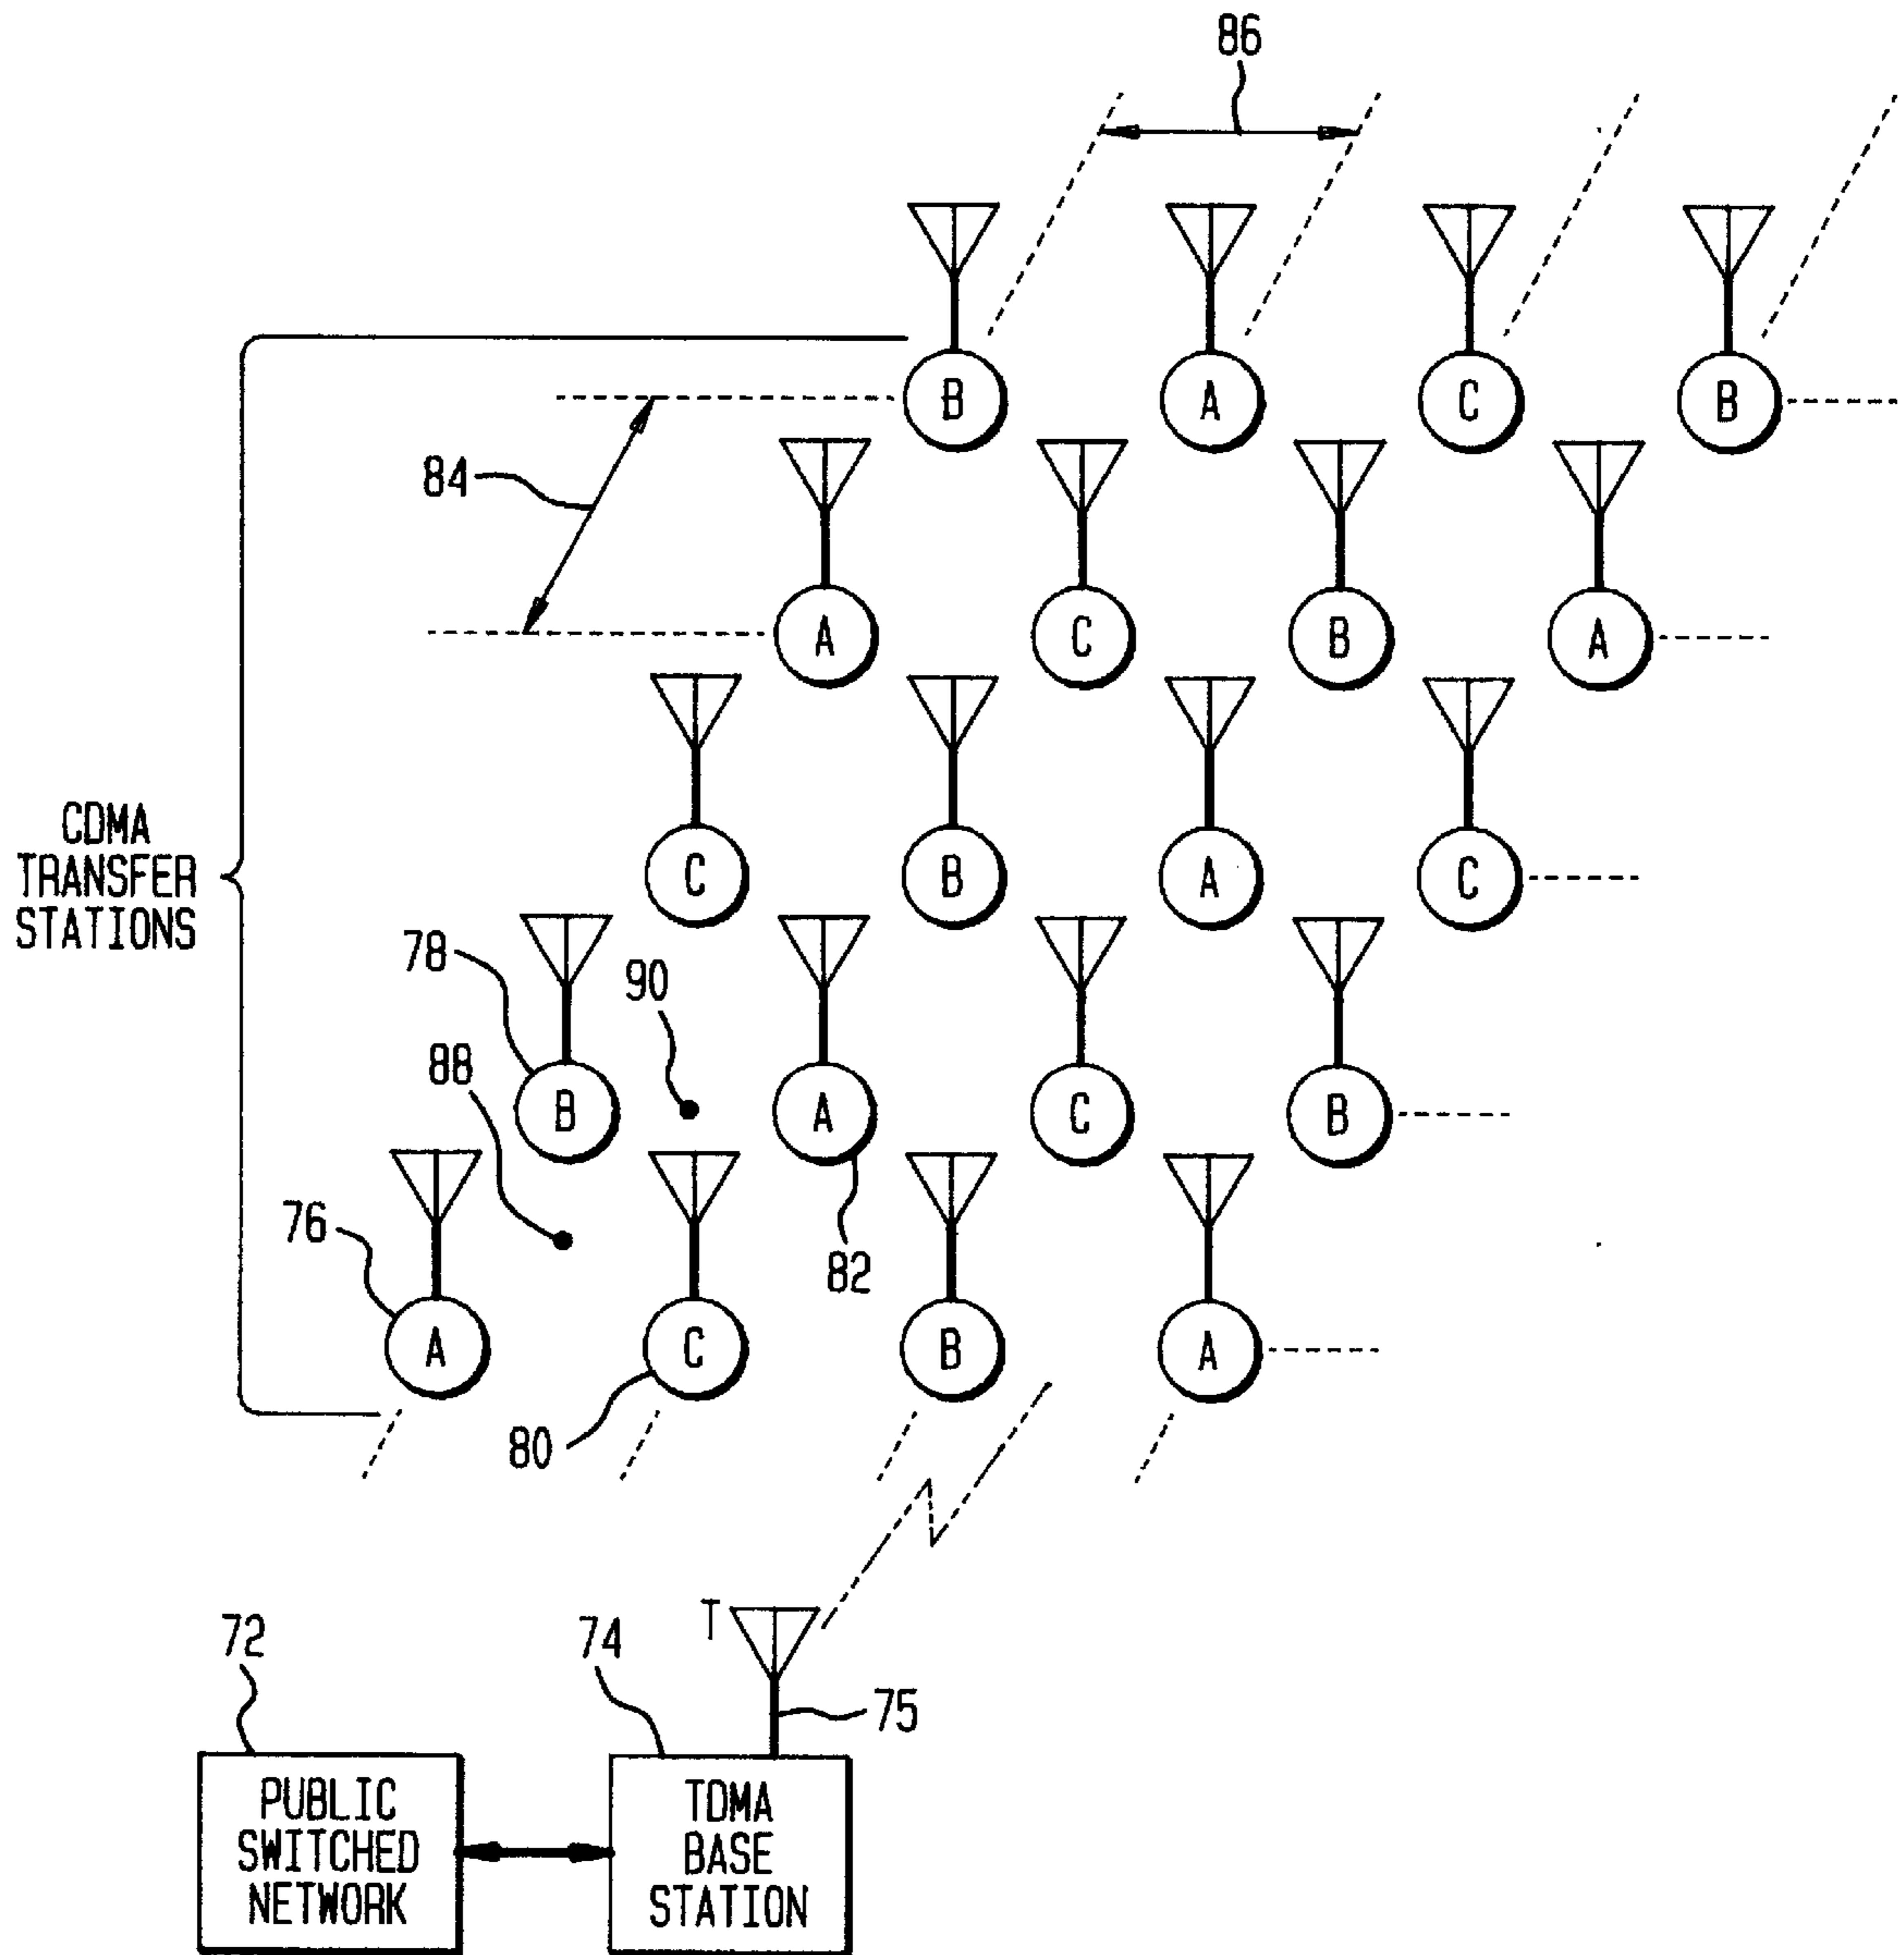 86
B A C B
84
A C B A
CDMA
TRANSFER
STATIONS
C B A C
78
90
88
B A C B
76
82
A C B A
80
72
74
T
75
PUBLIC
SWITCHED
NETWORK
TDMA
BASE
STATION